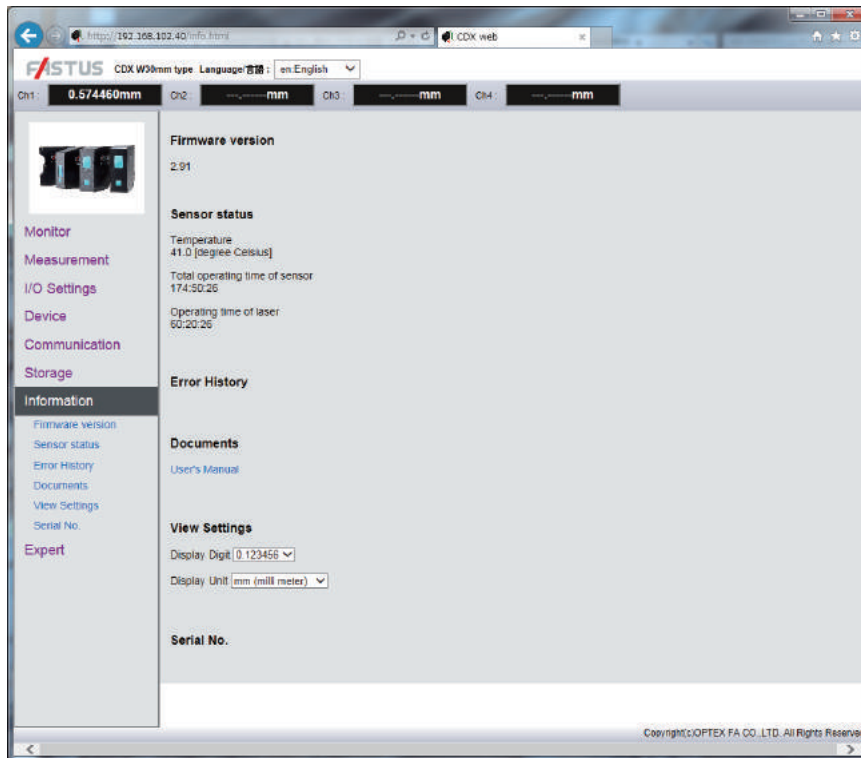 http://192.168.102.40/info.html
CDX web
FASTUS CDX W30mm type Language/言語 : en:English
Ch1 : 0.574460mm Ch2 : ---.------mm Ch3 : ---.------mm Ch4 : ---.------mm
Firmware version
2.91
Sensor status
Temperature
41.0 [degree Celsius]
Total operating time of sensor
174:50:26
Operating time of laser
60:20:26
Error History
Documents
User's Manual
View Settings
Display Digit 0.123456
Display Unit mm (milli meter)
Serial No.
Monitor
Measurement
I/O Settings
Device
Communication
Storage
Information
Firmware version
Sensor status
Error History
Documents
View Settings
Serial No.
Expert
Copyright(c)OPTEX FA CO.,LTD. All Rights Reserve